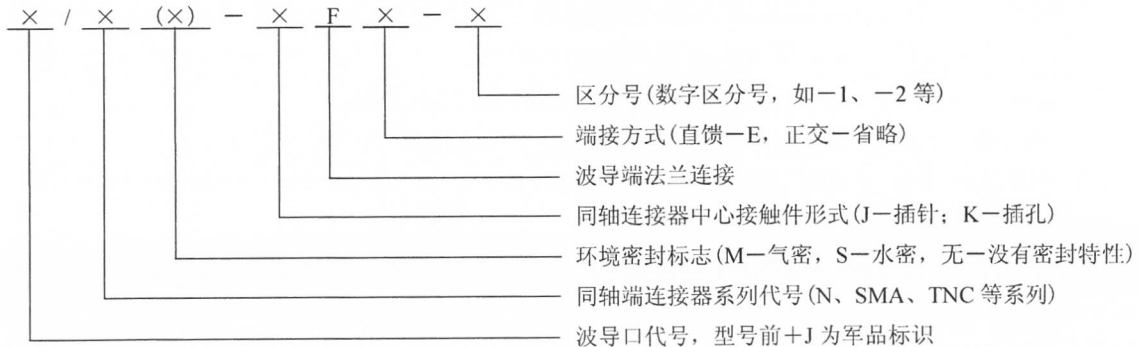 × / × (×) － × F × － ×
区分号(数字区分号，如－1、－2 等)
端接方式(直馈－E，正交－省略)
波导端法兰连接
同轴连接器中心接触件形式(J－插针；K－插孔)
环境密封标志(M－气密，S－水密，无－没有密封特性)
同轴端连接器系列代号(N、SMA、TNC 等系列)
波导口代号，型号前＋J 为军品标识